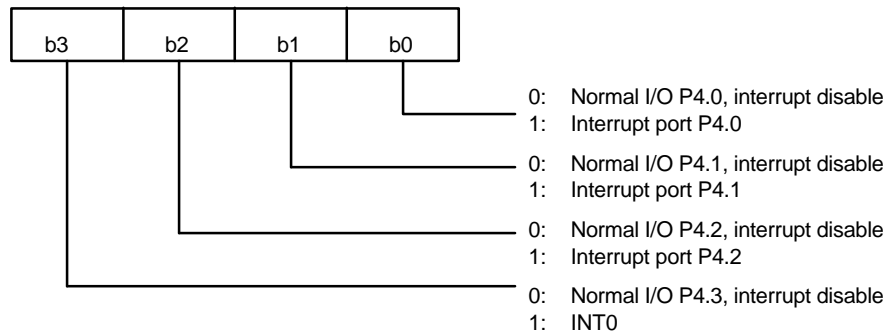 b3 b2 b1 b0
0: Normal I/O P4.0, interrupt disable
1: Interrupt port P4.0
0: Normal I/O P4.1, interrupt disable
1: Interrupt port P4.1
0: Normal I/O P4.2, interrupt disable
1: Interrupt port P4.2
0: Normal I/O P4.3, interrupt disable
1: INT0